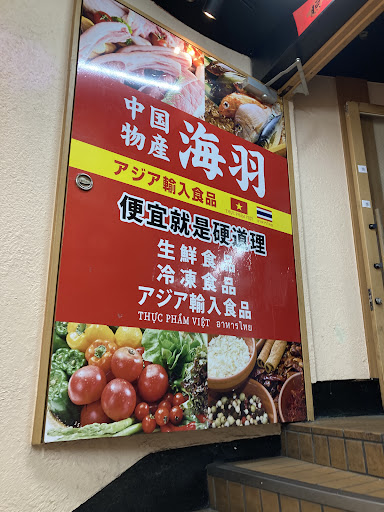 中国
物産
海羽
アジア輸入食品
便宜就是硬道理
生鮮食品
冷凍食品
アジア輸入食品
THỰC PHẨM VIỆT อาหารไทย